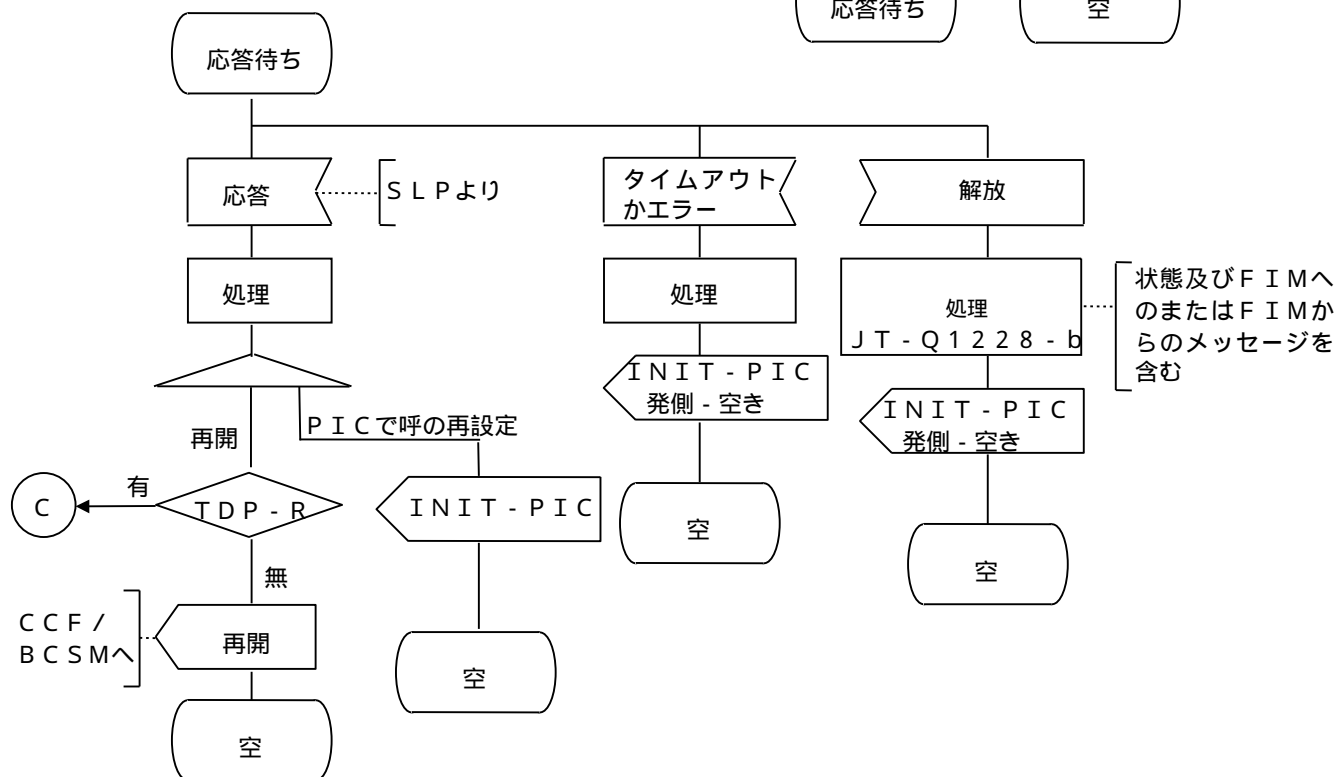 応答待ち
空
応答待ち
応答
ＳＬＰより
タイムアウト
かエラー
解放
処理
処理
処理
ＪＴ-Ｑ１２２８-b
状態及びＦＩＭへ
のまたはＦＩＭか
らのメッセージを
含む
ＩＮＩＴ-ＰＩＣ
発側-空き
ＩＮＩＴ-ＰＩＣ
発側-空き
再開
ＰＩＣで呼の再設定
有
Ｃ
ＴＤＰ-Ｒ
ＩＮＩＴ-ＰＩＣ
空
空
無
ＣＣＦ/
ＢＣＳＭへ
再開
空
空